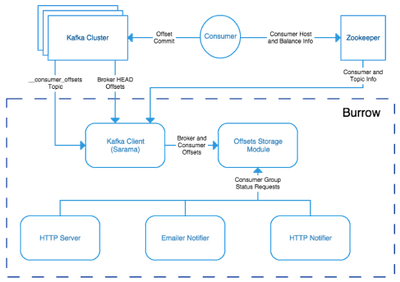 Kafka Cluster
Offset
Commit
Consumer
Consumer Host
and Balance Info
Zookeeper
__consumer_offsets
Topic
Broker HEAD
Offsets
Consumer and
Topic Info
Burrow
Kafka Client
(Sarama)
Broker and
Consumer
Offsets
Offsets Storage
Module
Consumer Group
Status Requests
HTTP Server
Emailer Notifier
HTTP Notifier